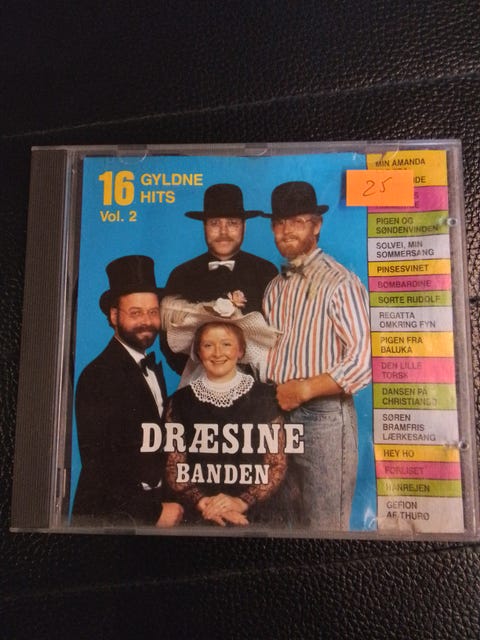 16 GYLDNE
HITS
Vol. 2
25
MIN AMANDA
PIGEN OG
SØNDENVINDEN
SOLVEI, MIN
SOMMERSANG
PINSESVINET
BOMBARDINE
SORTE RUDOLF
REGATTA
OMKRING FYN
PIGEN FRA
BALUKA
DEN LILLE
TORSK
DANSEN PÅ
CHRISTIANSØ
SØREN
BRAMFRIS
LÆRKESANG
HEY HO
FORLISET
HANREJEN
GEFION
AF THURØ
DRÆSINE
BANDEN